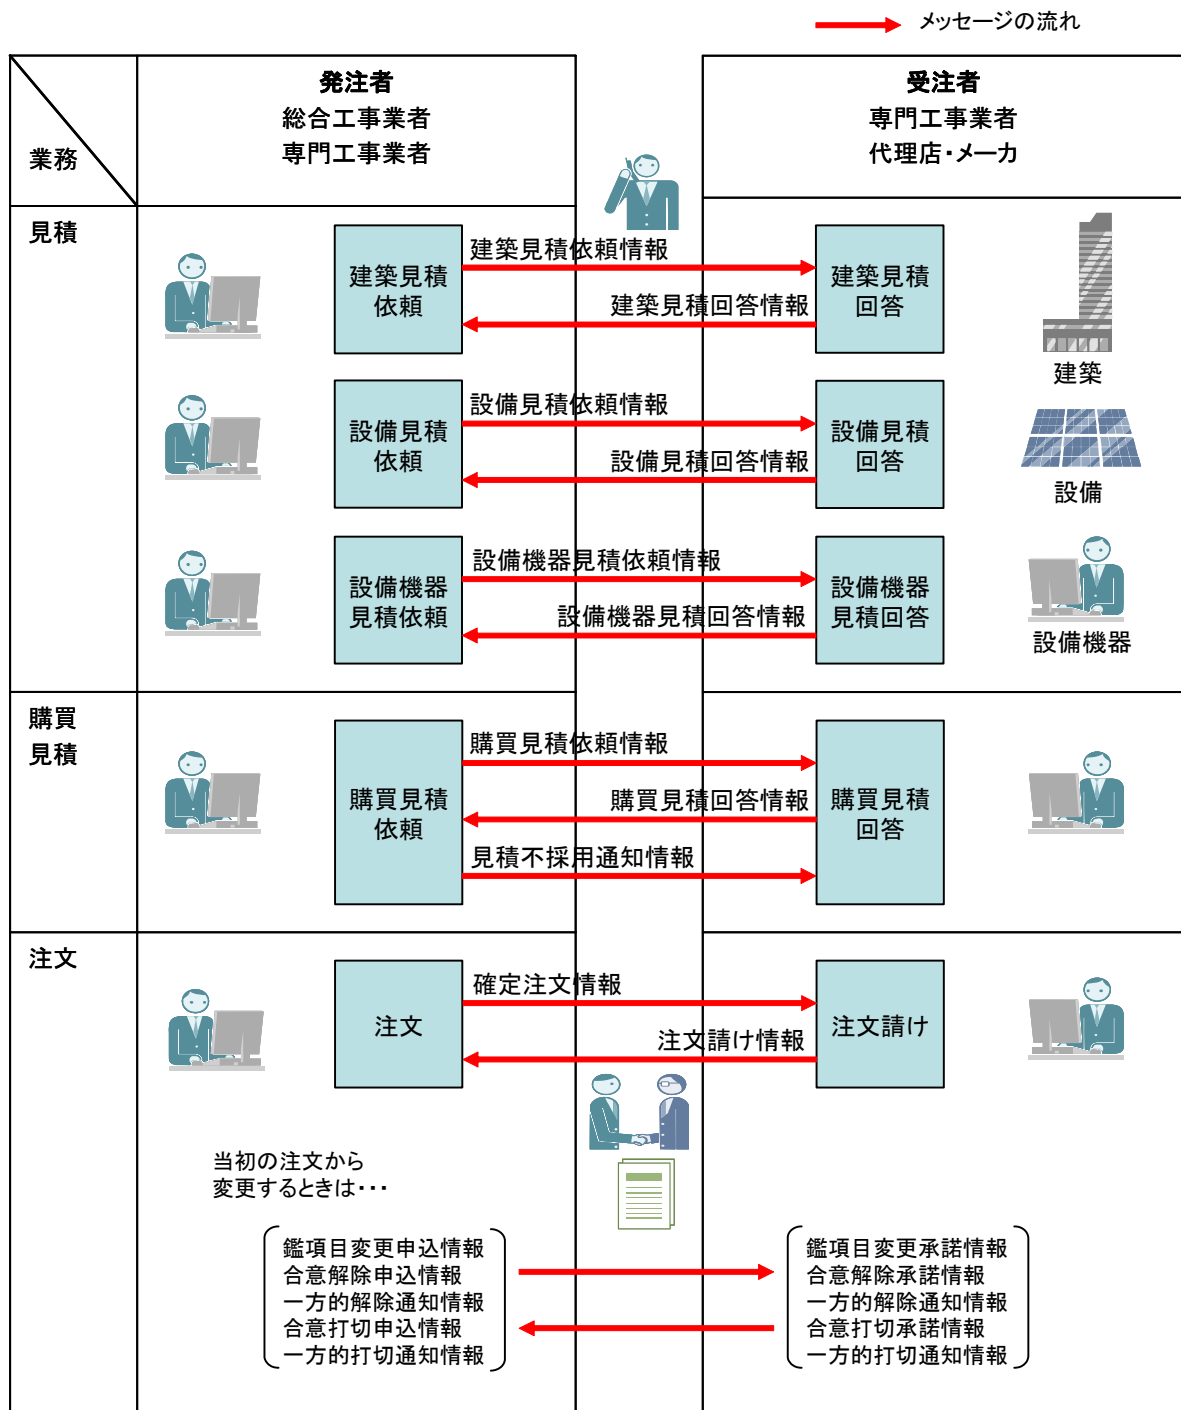 メッセージの流れ
業務
発注者
総合工事業者
専門工事業者
受注者
専門工事業者
代理店・メーカ
見積
建築見積
依頼
建築見積依頼情報
建築見積回答情報
建築見積
回答
建築
設備見積
依頼
設備見積依頼情報
設備見積回答情報
設備見積
回答
設備
設備機器
見積依頼
設備機器見積依頼情報
設備機器見積回答情報
設備機器
見積回答
設備機器
購買
見積
購買見積
依頼
購買見積依頼情報
購買見積回答情報
見積不採用通知情報
購買見積
回答
注文
注文
確定注文情報
注文請け情報
注文請け
当初の注文から
変更するときは・・・
鑑項目変更申込情報
合意解除申込情報
一方的解除通知情報
合意打切申込情報
一方的打切通知情報
鑑項目変更承諾情報
合意解除承諾情報
一方的解除通知情報
合意打切承諾情報
一方的打切通知情報